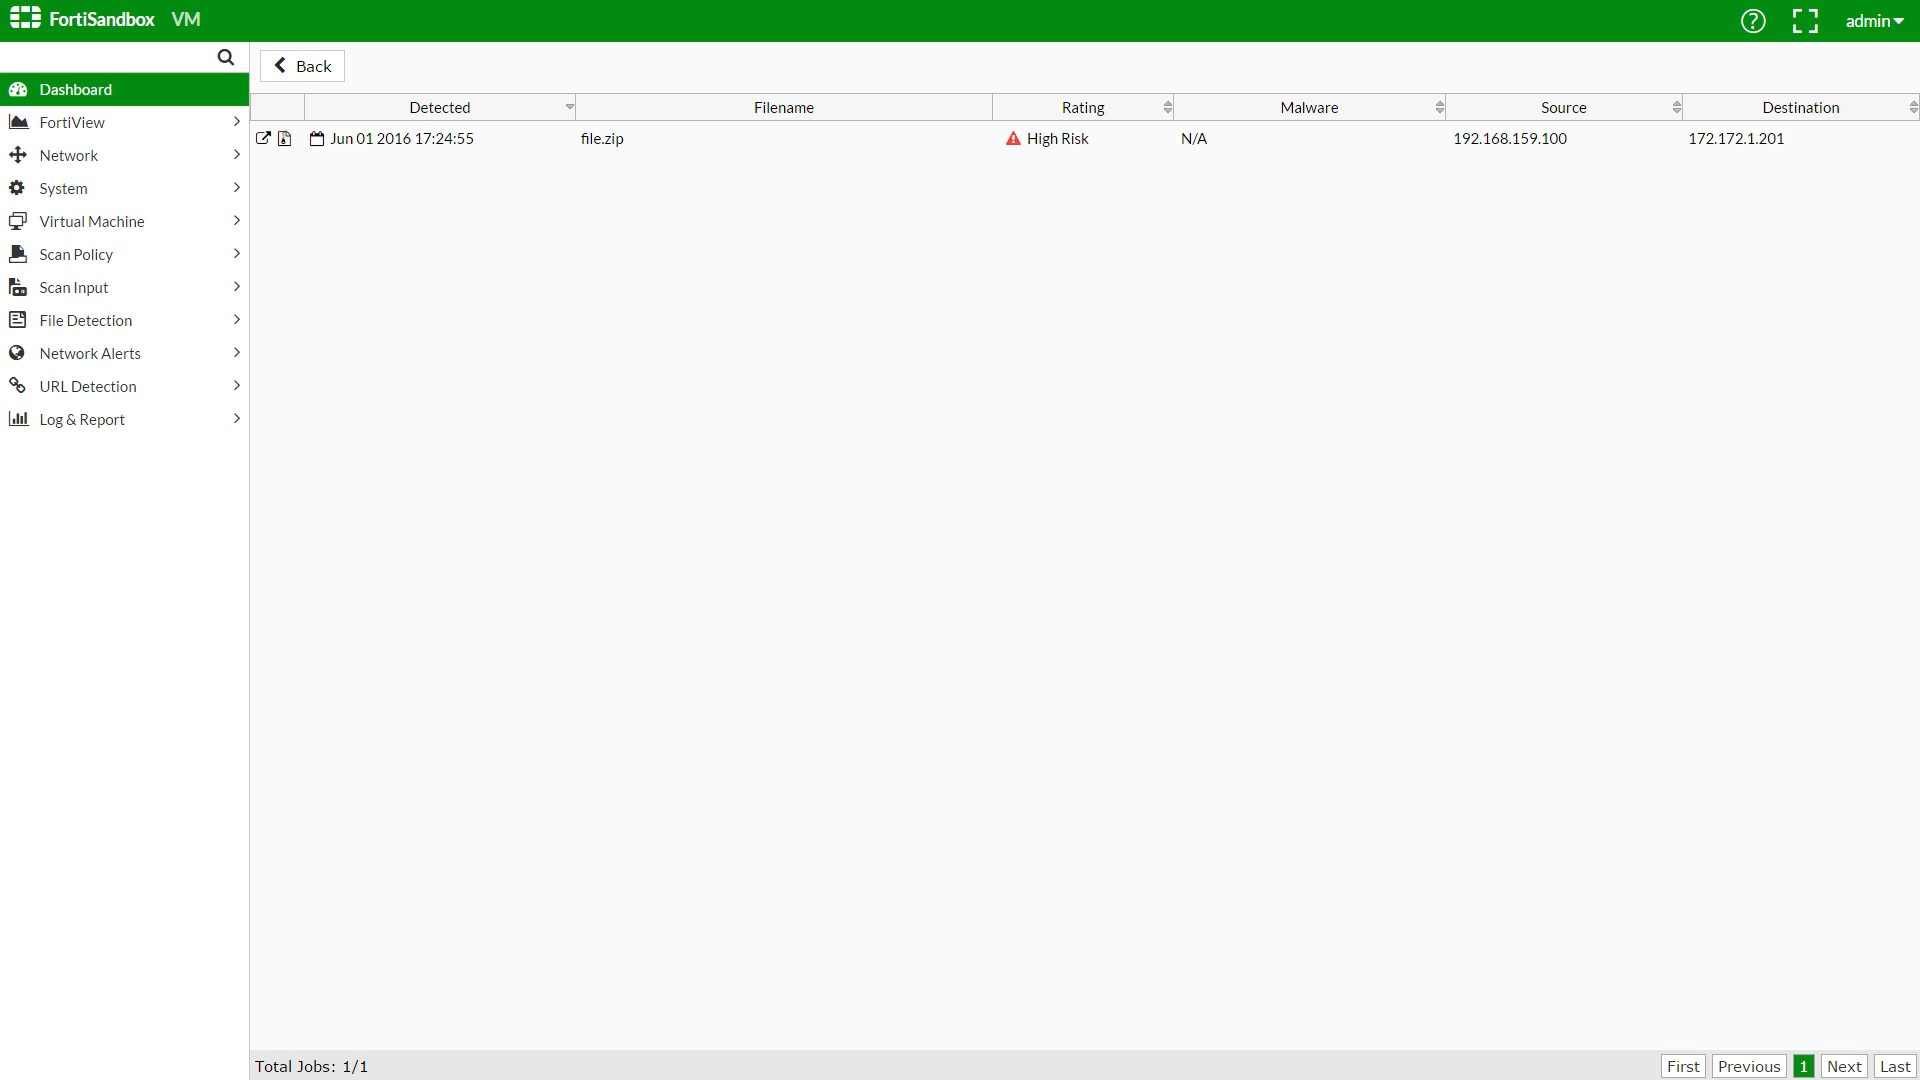 FortiSandbox VM
admin
Dashboard
FortiView
Network
System
Virtual Machine
Scan Policy
Scan Input
File Detection
Network Alerts
URL Detection
Log & Report
Back
Detected Filename Rating Malware Source Destination
Jun 01 2016 17:24:55 file.zip High Risk N/A 192.168.159.100 172.172.1.201
Total Jobs: 1/1
First Previous 1 Next Last